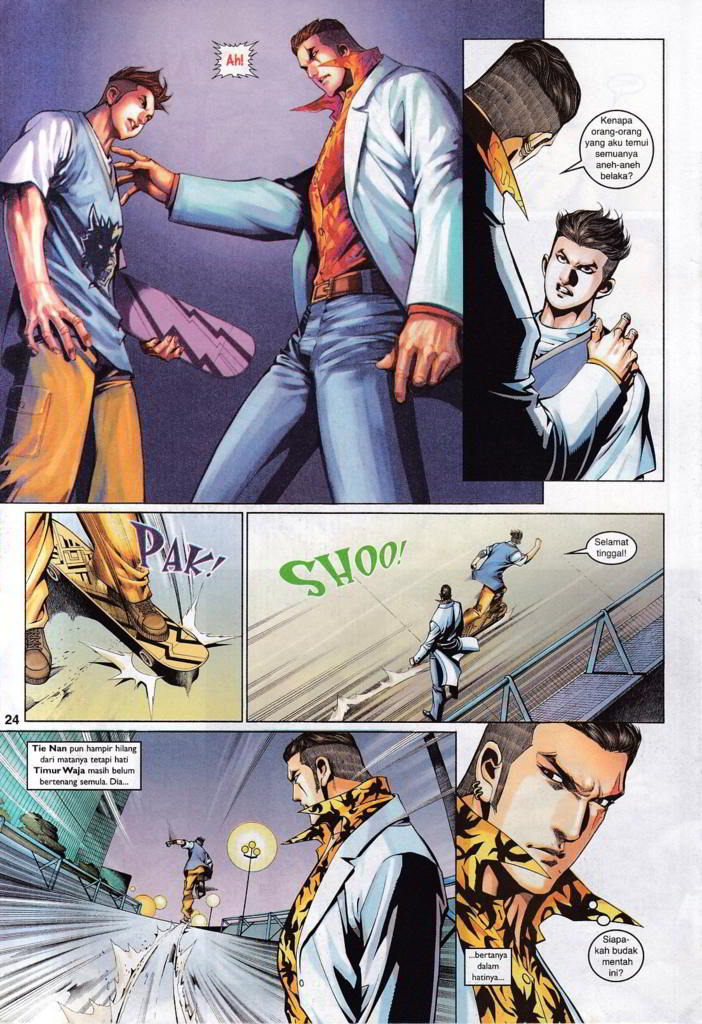 Ah!
Kenapa
orang-orang
yang aku temui
semuanya
aneh-aneh
belaka?
PAK!
SHOO!
Selamat
tinggal!
24
Tie Nan pun hampir hilang
dari matanya tetapi hati
Timur Waja masih belum
bertenang semula. Dia...
...bertanya
dalam
hatinya...
Siapa-
kah budak
mentah
ini?